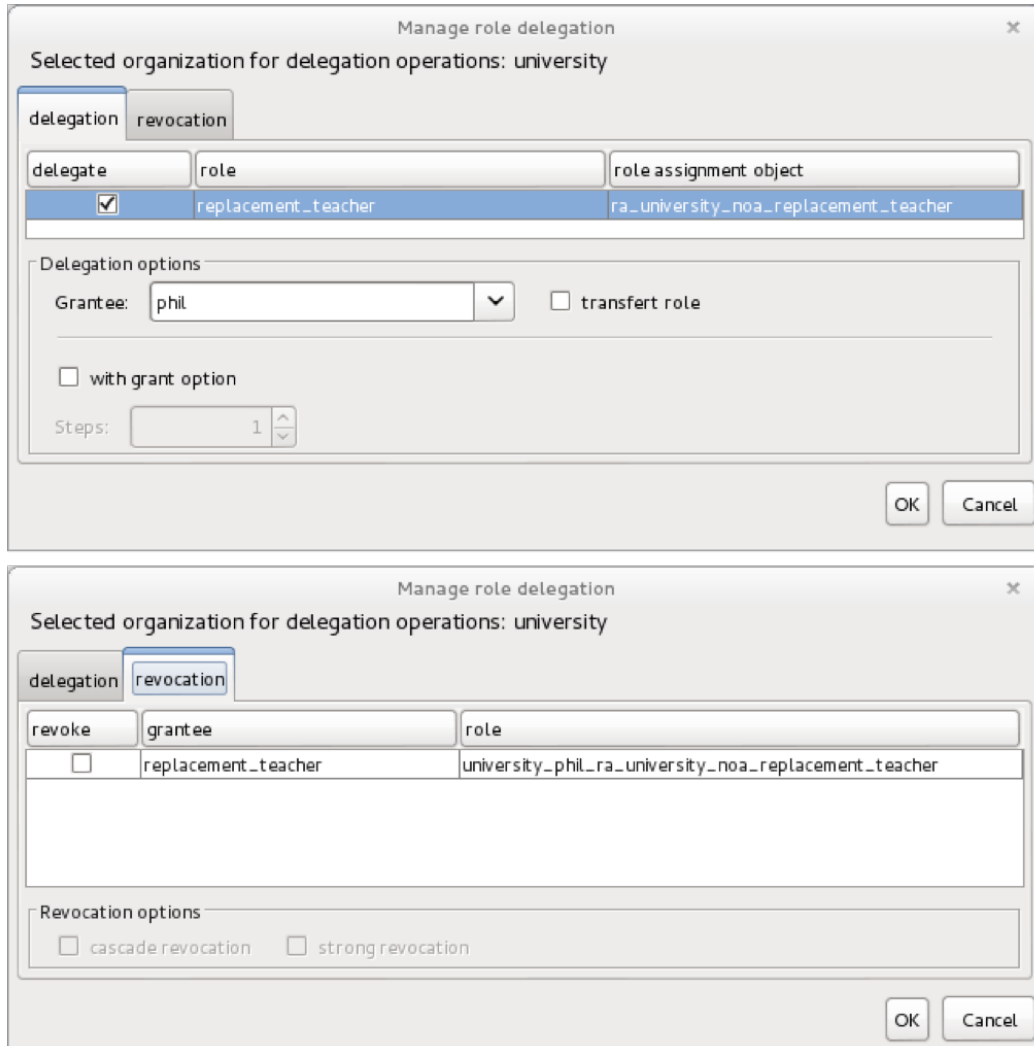 Manage role delegation
Selected organization for delegation operations: university
delegation revocation
delegate role role assignment object
replacement_teacher ra_university_noa_replacement_teacher
Delegation options
Grantee: phil transfert role
with grant option
Steps: 1
OK Cancel
Manage role delegation
Selected organization for delegation operations: university
delegation revocation
revoke grantee role
replacement_teacher university_phil_ra_university_noa_replacement_teacher
Revocation options
cascade revocation strong revocation
OK Cancel